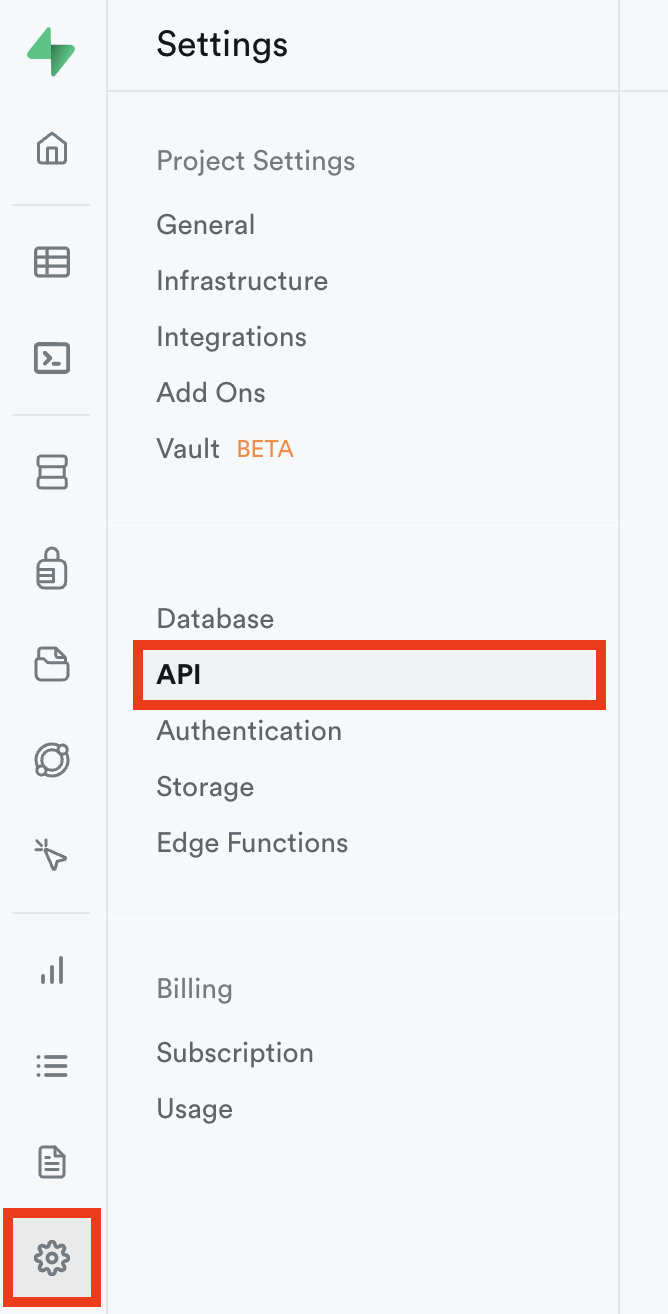 Settings
Project Settings
General
Infrastructure
Integrations
Add Ons
Vault BETA
Database
API
Authentication
Storage
Edge Functions
Billing
Subscription
Usage